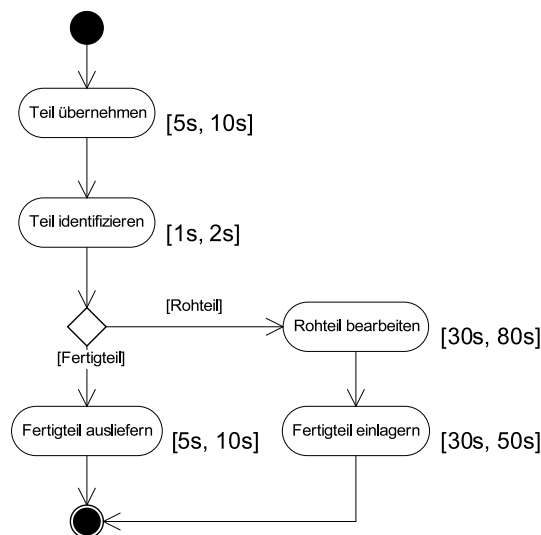 Teil übernehmen
[5s, 10s]
Teil identifizieren
[1s, 2s]
[Rohteil]
Rohteil bearbeiten
[30s, 80s]
[Fertigteil]
Fertigteil ausliefern
[5s, 10s]
Fertigteil einlagern
[30s, 50s]